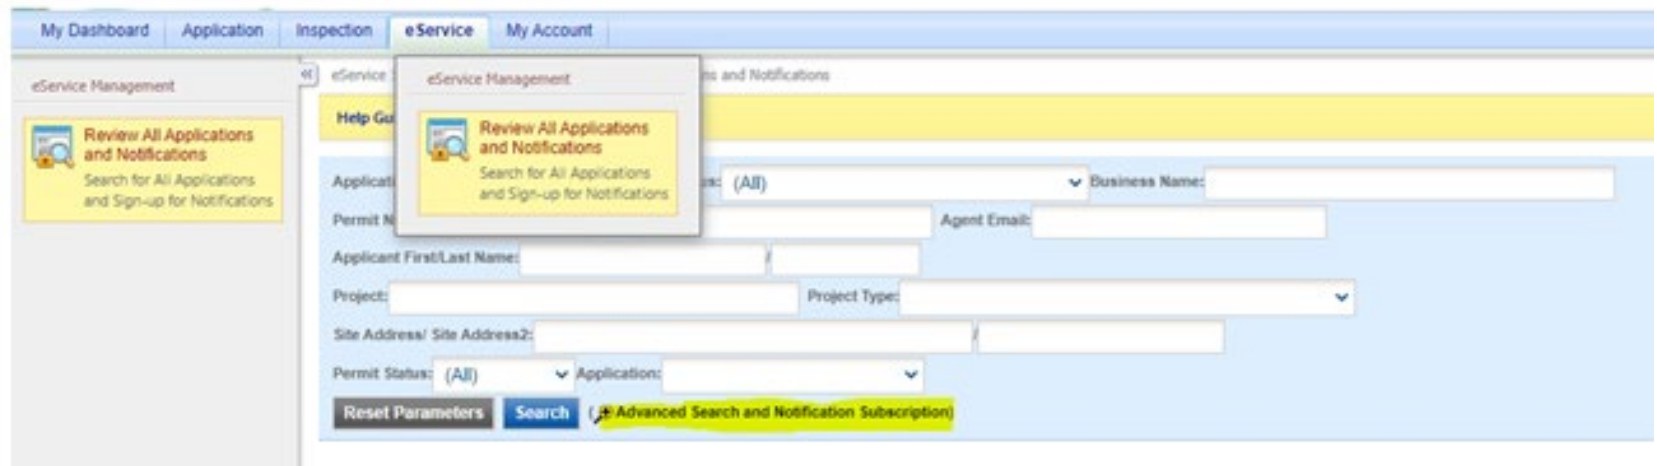 My Dashboard Application Inspection eService My Account
eService Management
Review All Applications
and Notifications
Search for All Applications
and Sign-up for Notifications
eService
ns and Notifications
eService Management
Review All Applications
and Notifications
Search for All Applications
and Sign-up for Notifications
Help Gu
Applicati us: (All) Business Name:
Permit N Agent Email:
Applicant First/Last Name: /
Project: Project Type:
Site Address/ Site Address2: /
Permit Status: (All) Application:
Reset Parameters Search ( Advanced Search and Notification Subscription)